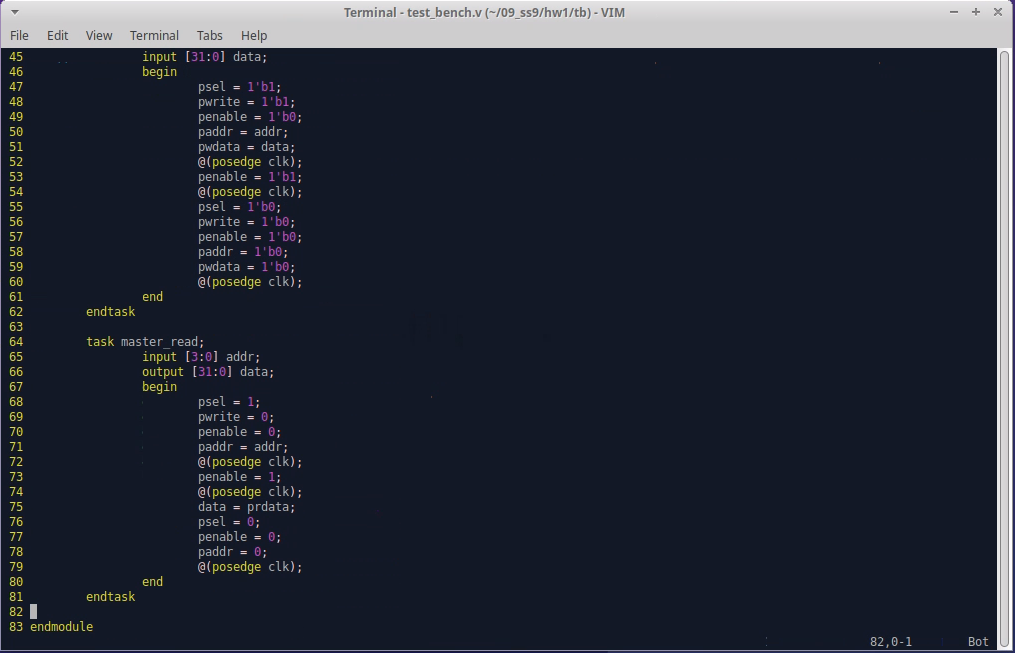 Terminal - test_bench.v (~/09_ss9/hw1/tb) - VIM
File Edit View Terminal Tabs Help
45 input [31:0] data;
46 begin
47 psel = 1'b1;
48 pwrite = 1'b1;
49 penable = 1'b0;
50 paddr = addr;
51 pwdata = data;
52 @(posedge clk);
53 penable = 1'b1;
54 @(posedge clk);
55 psel = 1'b0;
56 pwrite = 1'b0;
57 penable = 1'b0;
58 paddr = 1'b0;
59 pwdata = 1'b0;
60 @(posedge clk);
61 end
62 endtask
63
64 task master_read;
65 input [3:0] addr;
66 output [31:0] data;
67 begin
68 psel = 1;
69 pwrite = 0;
70 penable = 0;
71 paddr = addr;
72 @(posedge clk);
73 penable = 1;
74 @(posedge clk);
75 data = prdata;
76 psel = 0;
77 penable = 0;
78 paddr = 0;
79 @(posedge clk);
80 end
81 endtask
82
83 endmodule
82,0-1 Bot